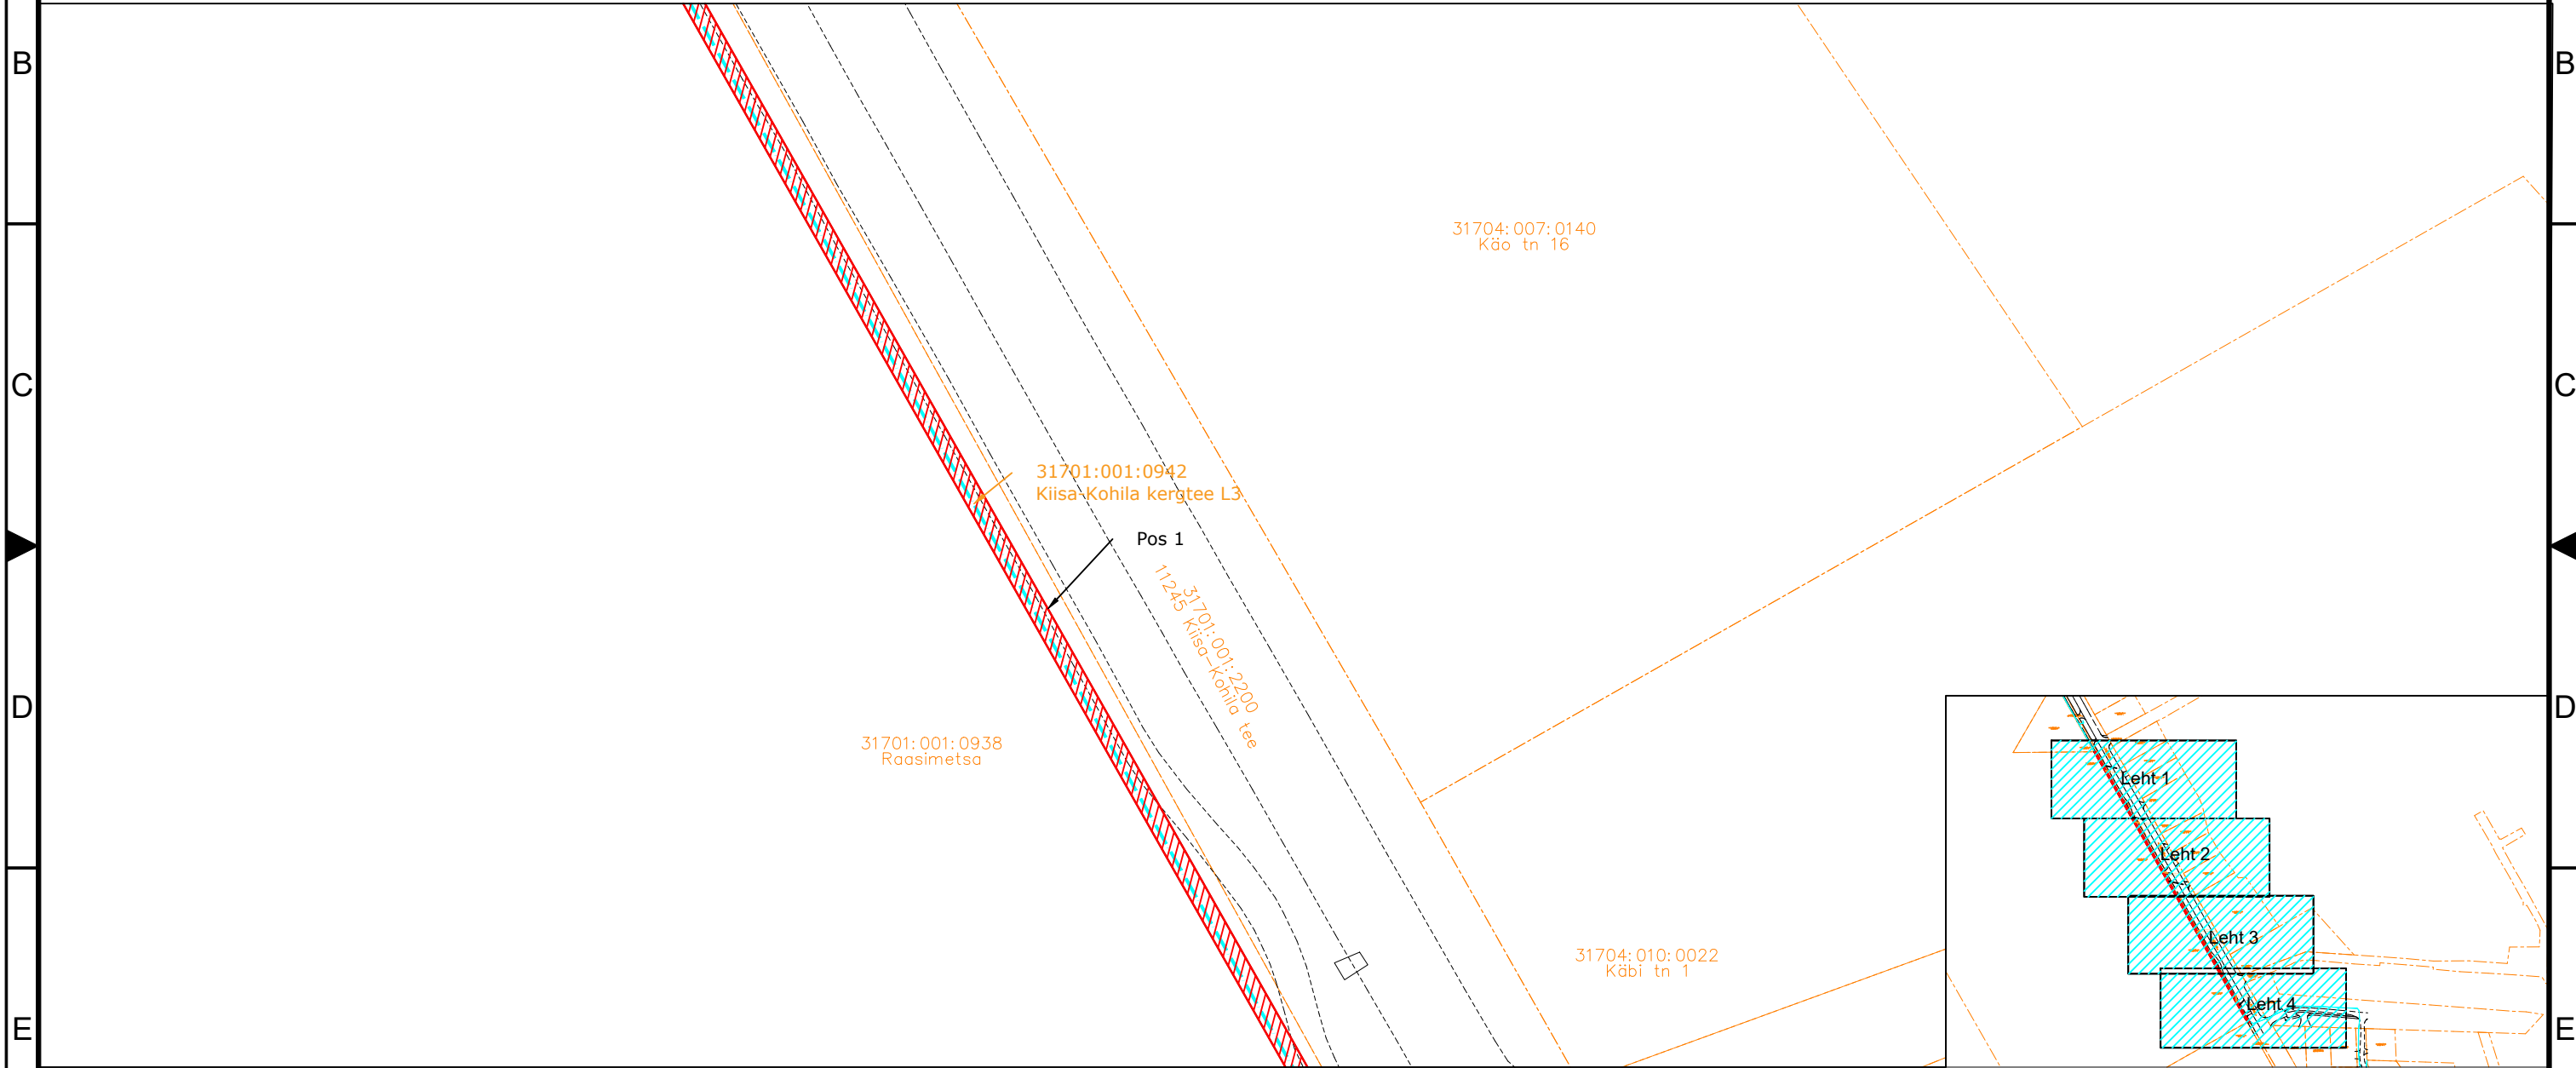 B
B
31704:007:0140
Käo tn 16
C
C
31701:001:0942
Kiisa-Kohila kergtee L3
Pos 1
31701:001:2200
11245 Kiisa-Kohila tee
D
D
31701:001:0938
Raasimetsa
Leht 1
Leht 2
Leht 3
31704:010:0022
Käbi tn 1
Leht 4
E
E